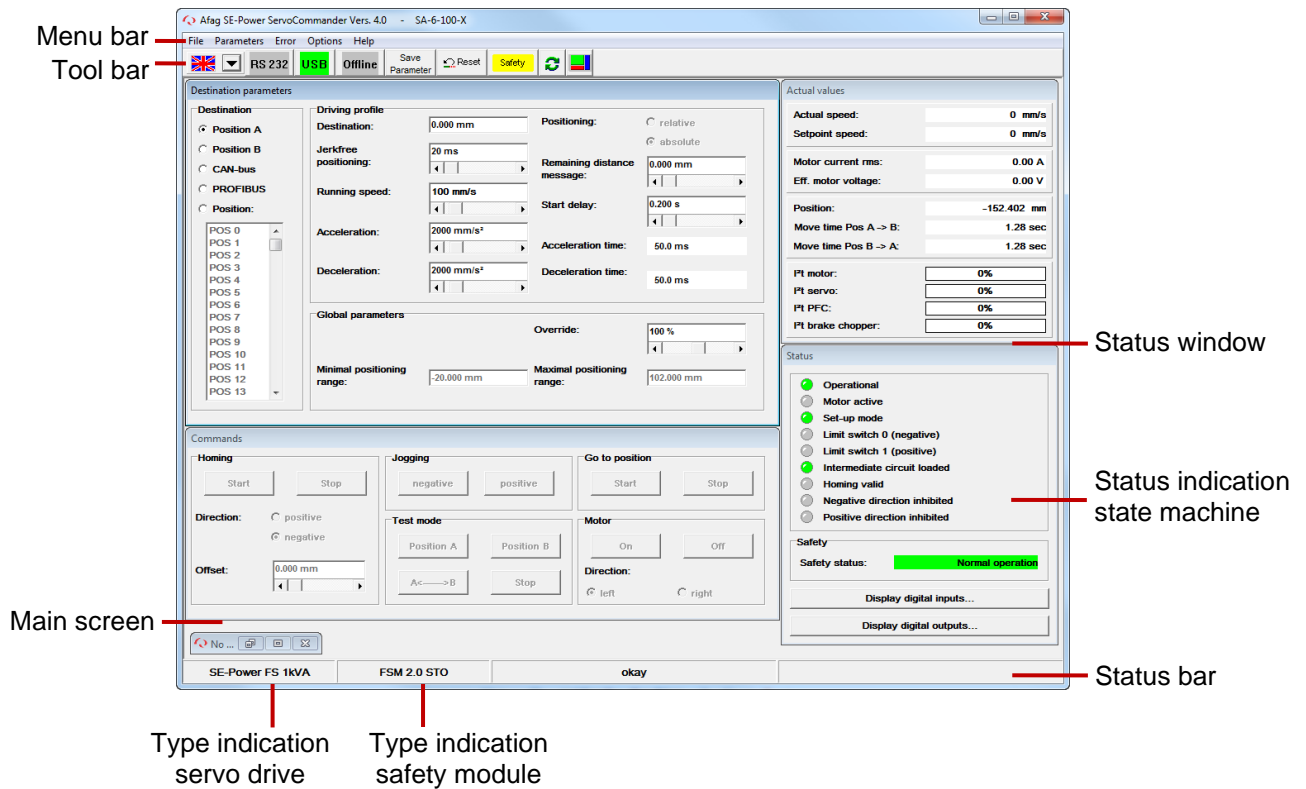 Afag SE-Power ServoCommander Vers. 4.0 - SA-6-100-X
Menu bar
File Parameters Error Options Help
Tool bar
RS 232 USB Offline Save Parameter Reset Safety
Destination parameters
Destination
Position A
Position B
CAN-bus
PROFIBUS
Position:
POS 0
POS 1
POS 2
POS 3
POS 4
POS 5
POS 6
POS 7
POS 8
POS 9
POS 10
POS 11
POS 12
POS 13
Driving profile
Destination: 0.000 mm
Jerkfree positioning: 20 ms
Running speed: 100 mm/s
Acceleration: 2000 mm/s²
Deceleration: 2000 mm/s²
Positioning: relative
absolute
Remaining distance message: 0.000 mm
Start delay: 0.200 s
Acceleration time: 50.0 ms
Deceleration time: 50.0 ms
Global parameters
Override: 100 %
Minimal positioning range: -20.000 mm
Maximal positioning range: 102.000 mm
Actual values
Actual speed: 0 mm/s
Setpoint speed: 0 mm/s
Motor current rms: 0.00 A
Eff. motor voltage: 0.00 V
Position: -152.402 mm
Move time Pos A -> B: 1.28 sec
Move time Pos B -> A: 1.28 sec
I²t motor: 0%
I²t servo: 0%
I²t PFC: 0%
I²t brake chopper: 0%
Status window
Status
Operational
Motor active
Set-up mode
Limit switch 0 (negative)
Limit switch 1 (positive)
Intermediate circuit loaded
Homing valid
Negative direction inhibited
Positive direction inhibited
Status indication
state machine
Safety
Safety status: Normal operation
Display digital inputs...
Display digital outputs...
Commands
Homing
Start Stop
Direction: positive
negative
Offset: 0.000 mm
Jogging
negative positive
Test mode
Position A Position B
A<---->B Stop
Go to position
Start Stop
Motor
On Off
Direction:
left right
Main screen
No ...
SE-Power FS 1kVA FSM 2.0 STO okay
Status bar
Type indication
servo drive
Type indication
safety module